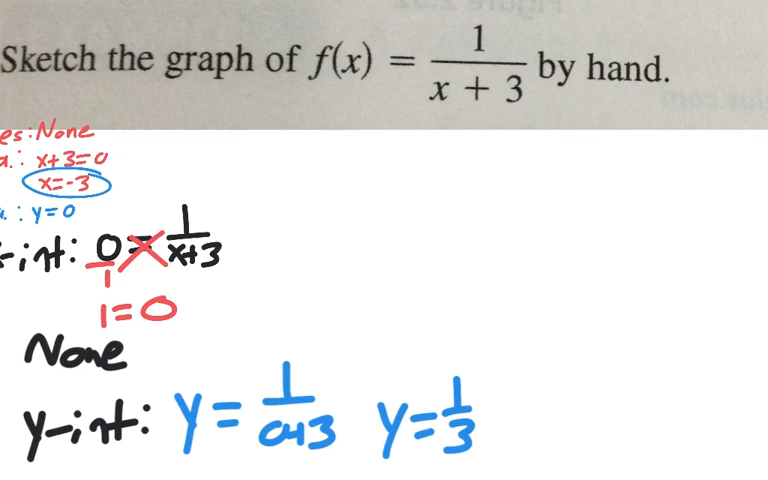 Sketch the graph of f(x) = 1/(x + 3) by hand.
es: None
a.: x+3=0
x=-3
a.: y=0
-int: 0/1 = 1/(x+3)
1=0
None
y-int: y = 1/(0+3) y = 1/3